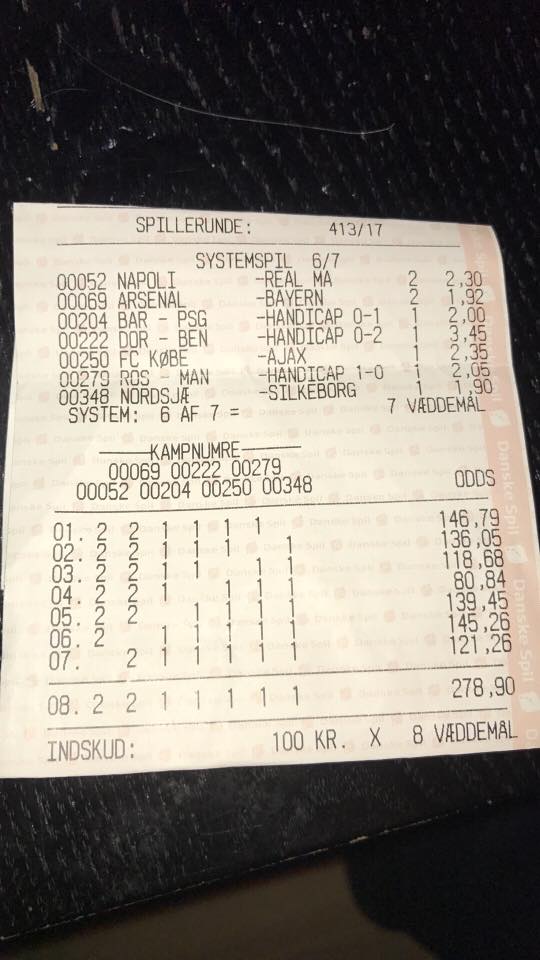 SPILLERUNDE: 413/17
SYSTEMSPIL 6/7
00052 NAPOLI -REAL MA 2 2,30
00069 ARSENAL -BAYERN 2 1,92
00204 BAR - PSG -HANDICAP 0-1 1 2,00
00222 DOR - BEN -HANDICAP 0-2 1 3,45
00250 FC KØBE -AJAX 1 2,35
00279 ROS - MAN -HANDICAP 1-0 1 2,05
00348 NORDSJÆ -SILKEBORG 1 1,90
SYSTEM: 6 AF 7 = 7 VÆDDEMÅL
KAMPNUMRE
00069 00222 00279
00052 00204 00250 00348 ODDS
01. 2 2 1 1 1 1 146,79
02. 2 2 1 1 1 1 136,05
03. 2 2 1 1 1 1 118,68
04. 2 2 1 1 1 1 80,84
05. 2 2 1 1 1 1 139,45
06. 2 1 1 1 1 1 145,26
07. 2 1 1 1 1 1 121,26
08. 2 2 1 1 1 1 1 278,90
INDSKUD: 100 KR. X 8 VÆDDEMÅL
Danske Spil
Danske Spil